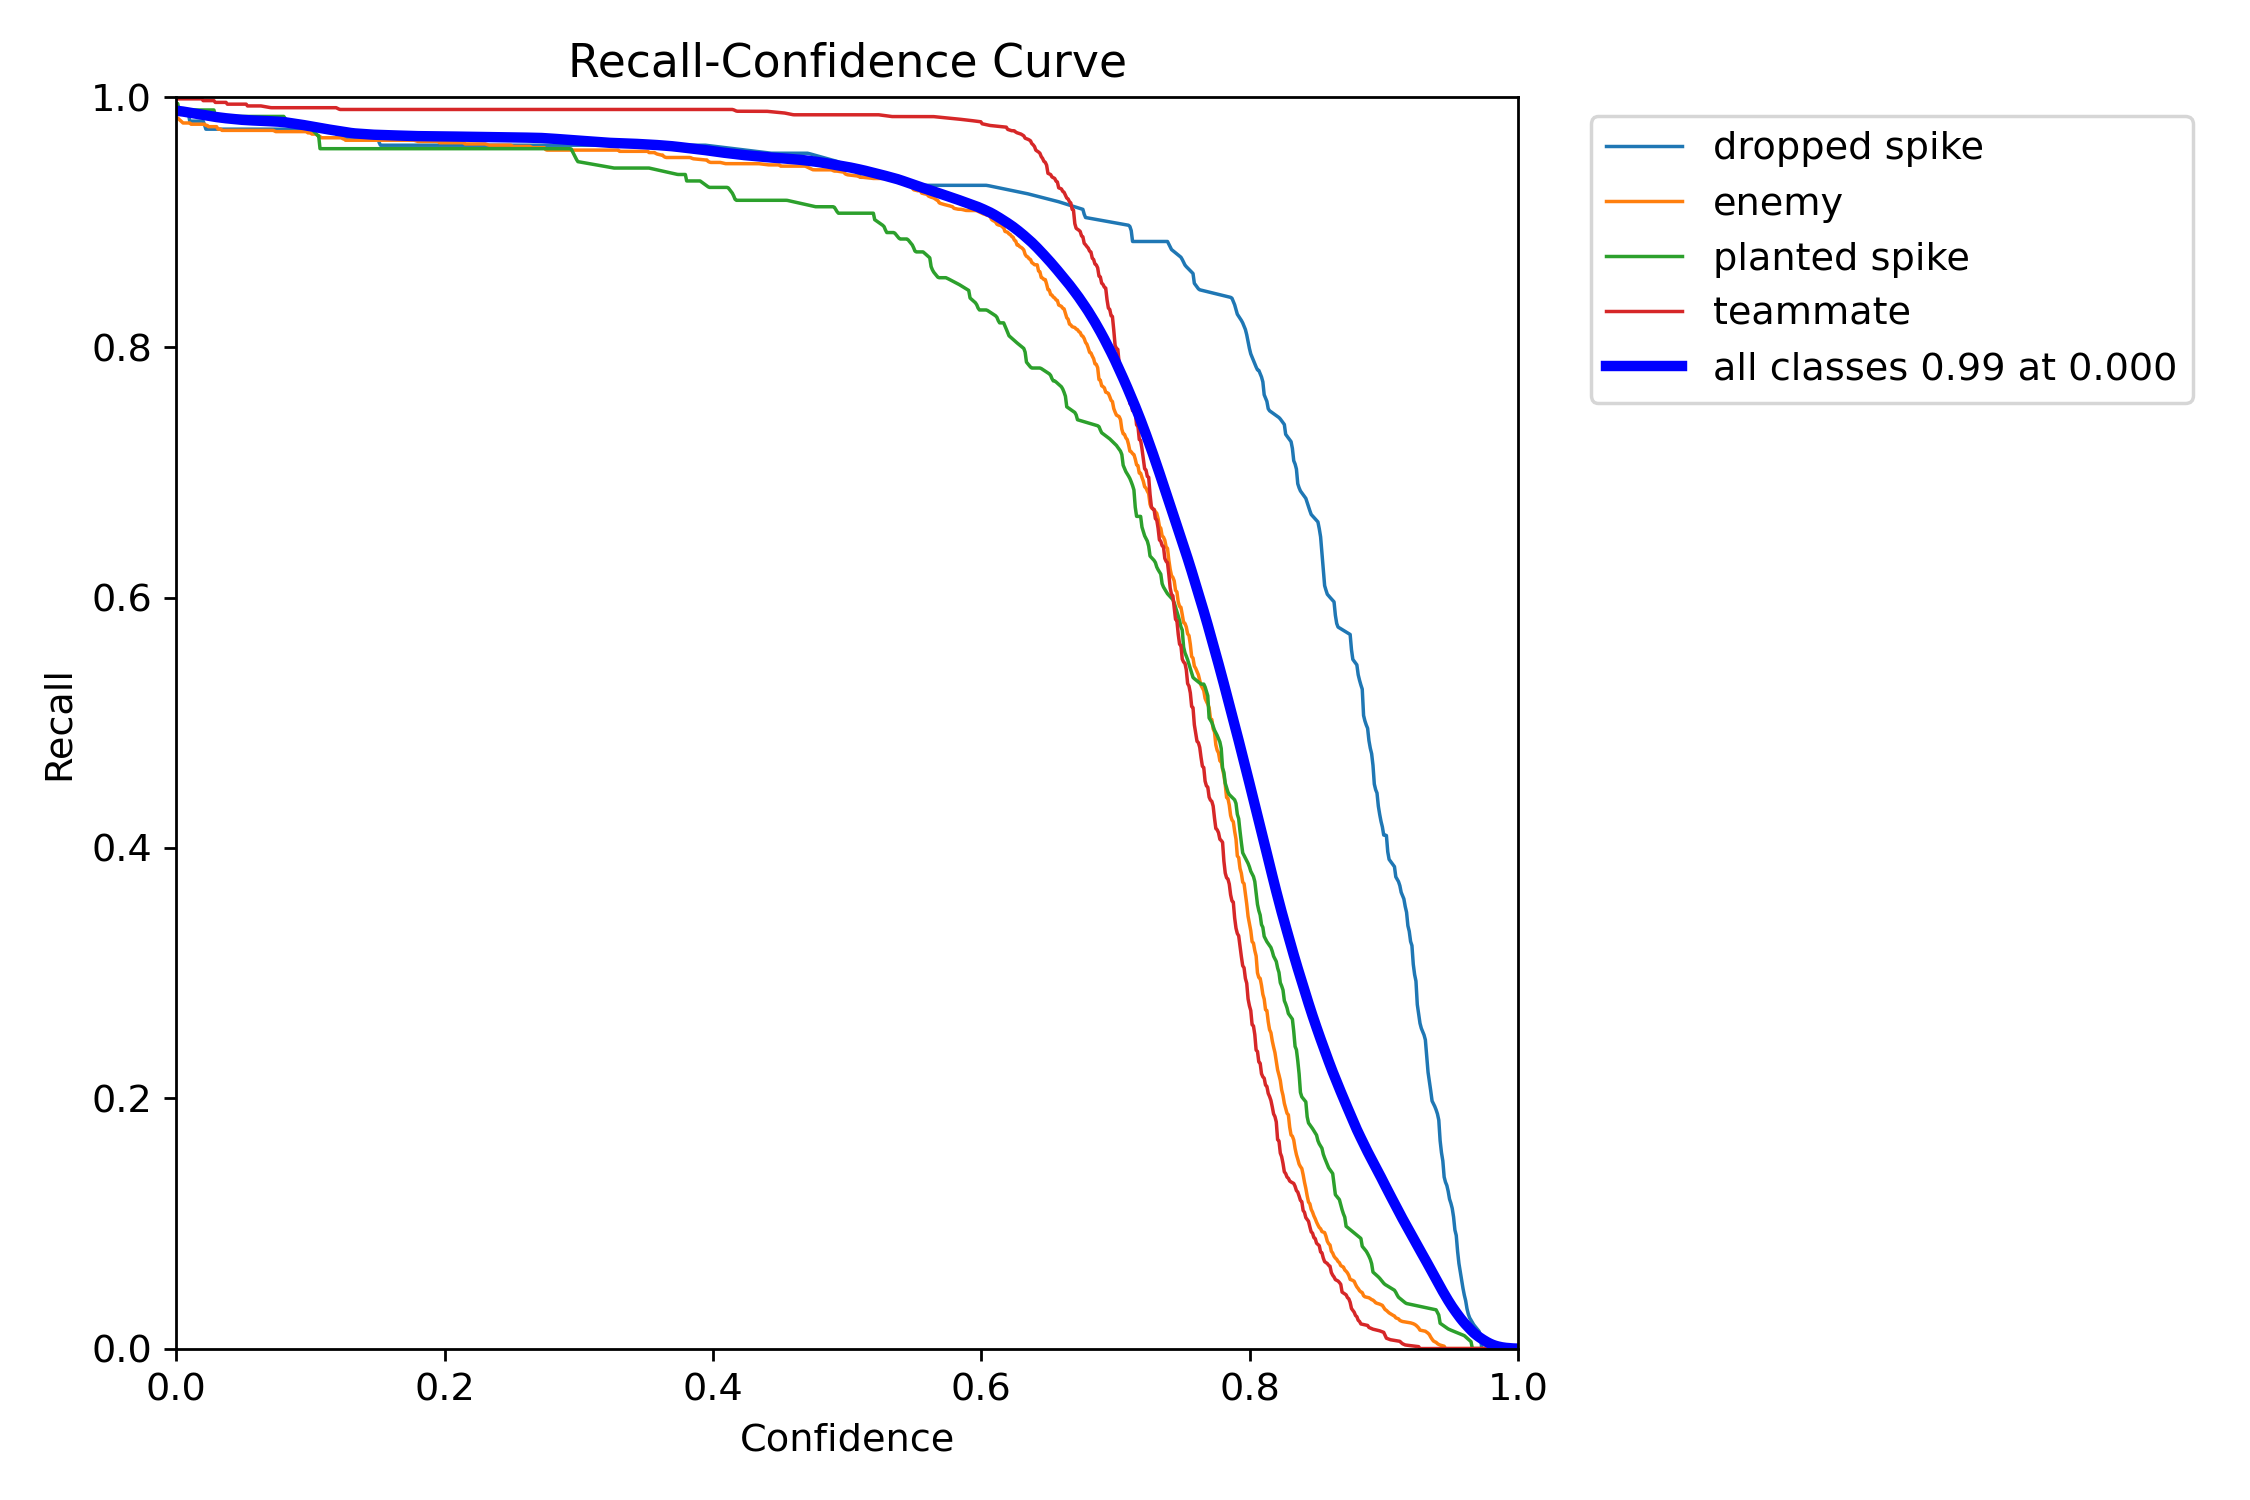 Recall-Confidence Curve
1.0
0.8
0.6
0.4
0.2
0.0
Recall
0.0 0.2 0.4 0.6 0.8 1.0
Confidence
dropped spike
enemy
planted spike
teammate
all classes 0.99 at 0.000